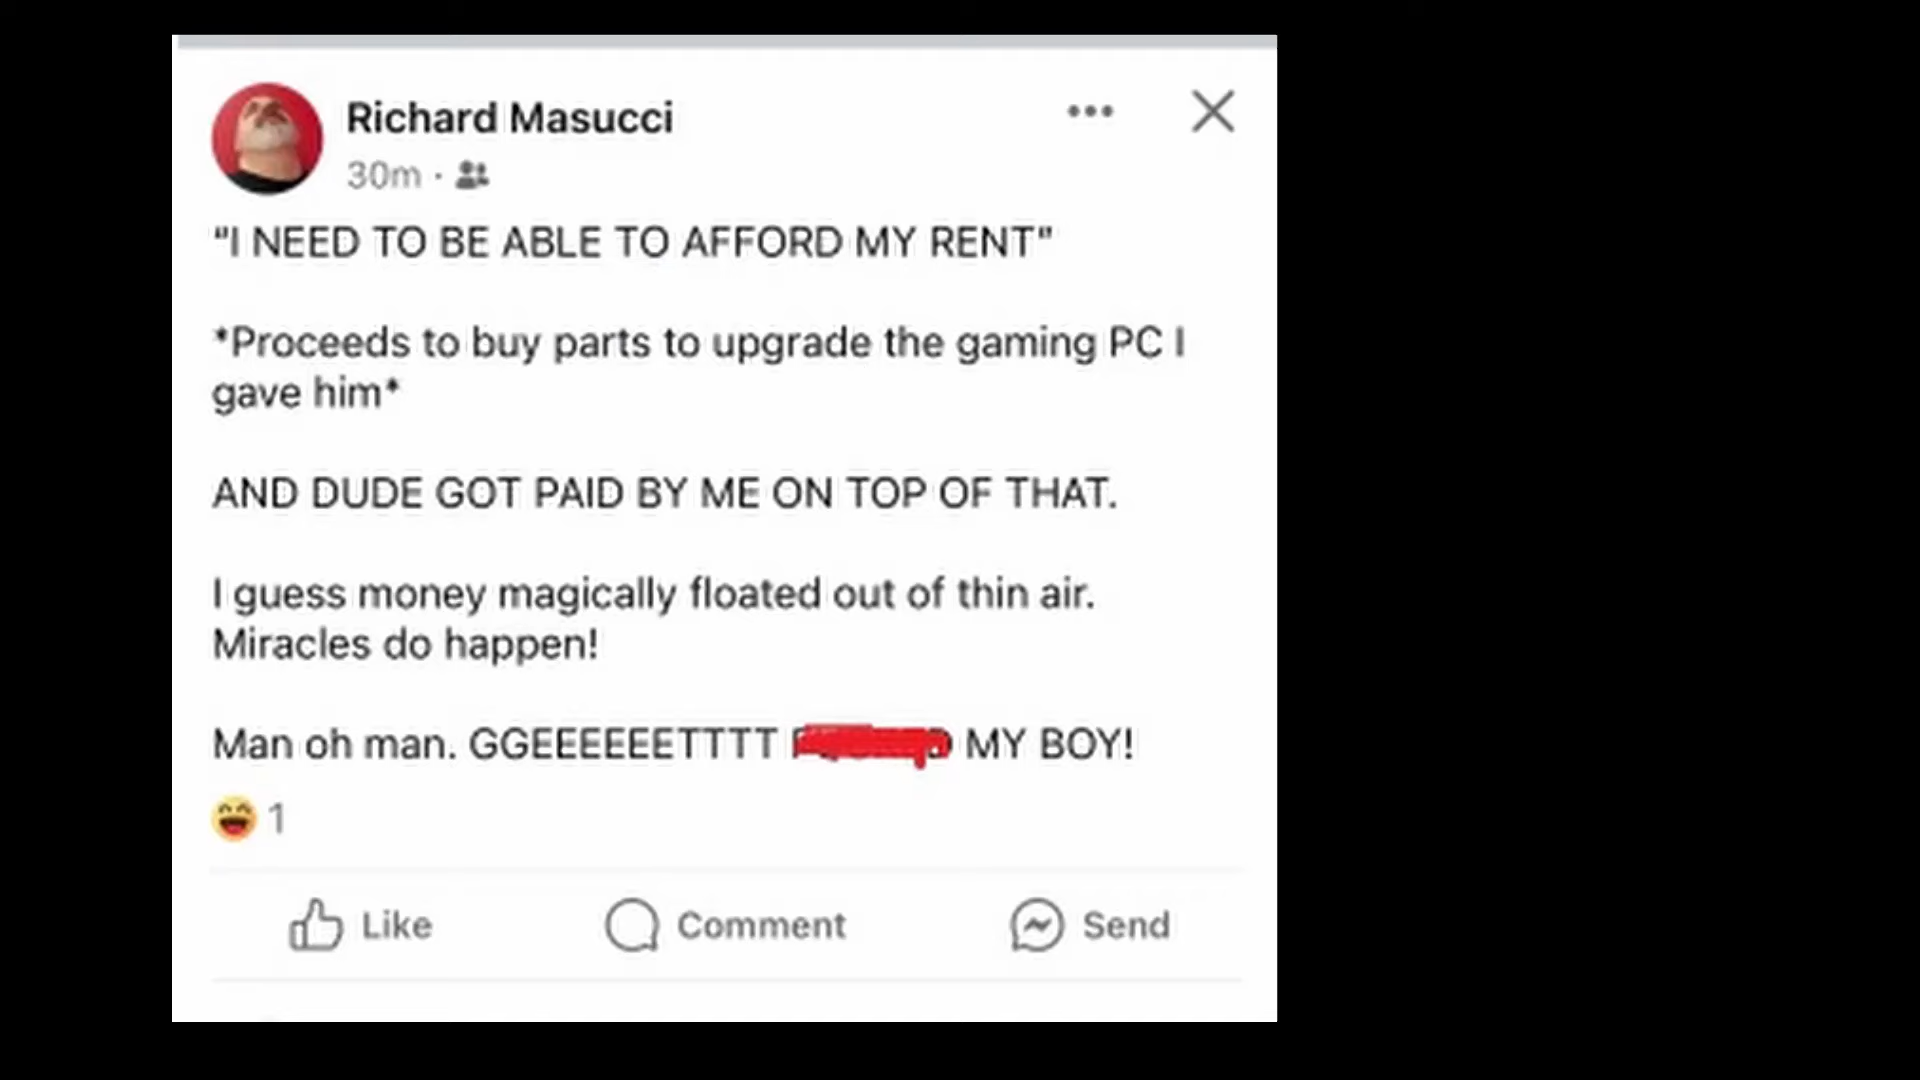 Richard Masucci
30m ·
"I NEED TO BE ABLE TO AFFORD MY RENT"
*Proceeds to buy parts to upgrade the gaming PC I
gave him*
AND DUDE GOT PAID BY ME ON TOP OF THAT.
I guess money magically floated out of thin air.
Miracles do happen!
Man oh man. GGEEEEEETTTT MY BOY!
1
Like Comment Send